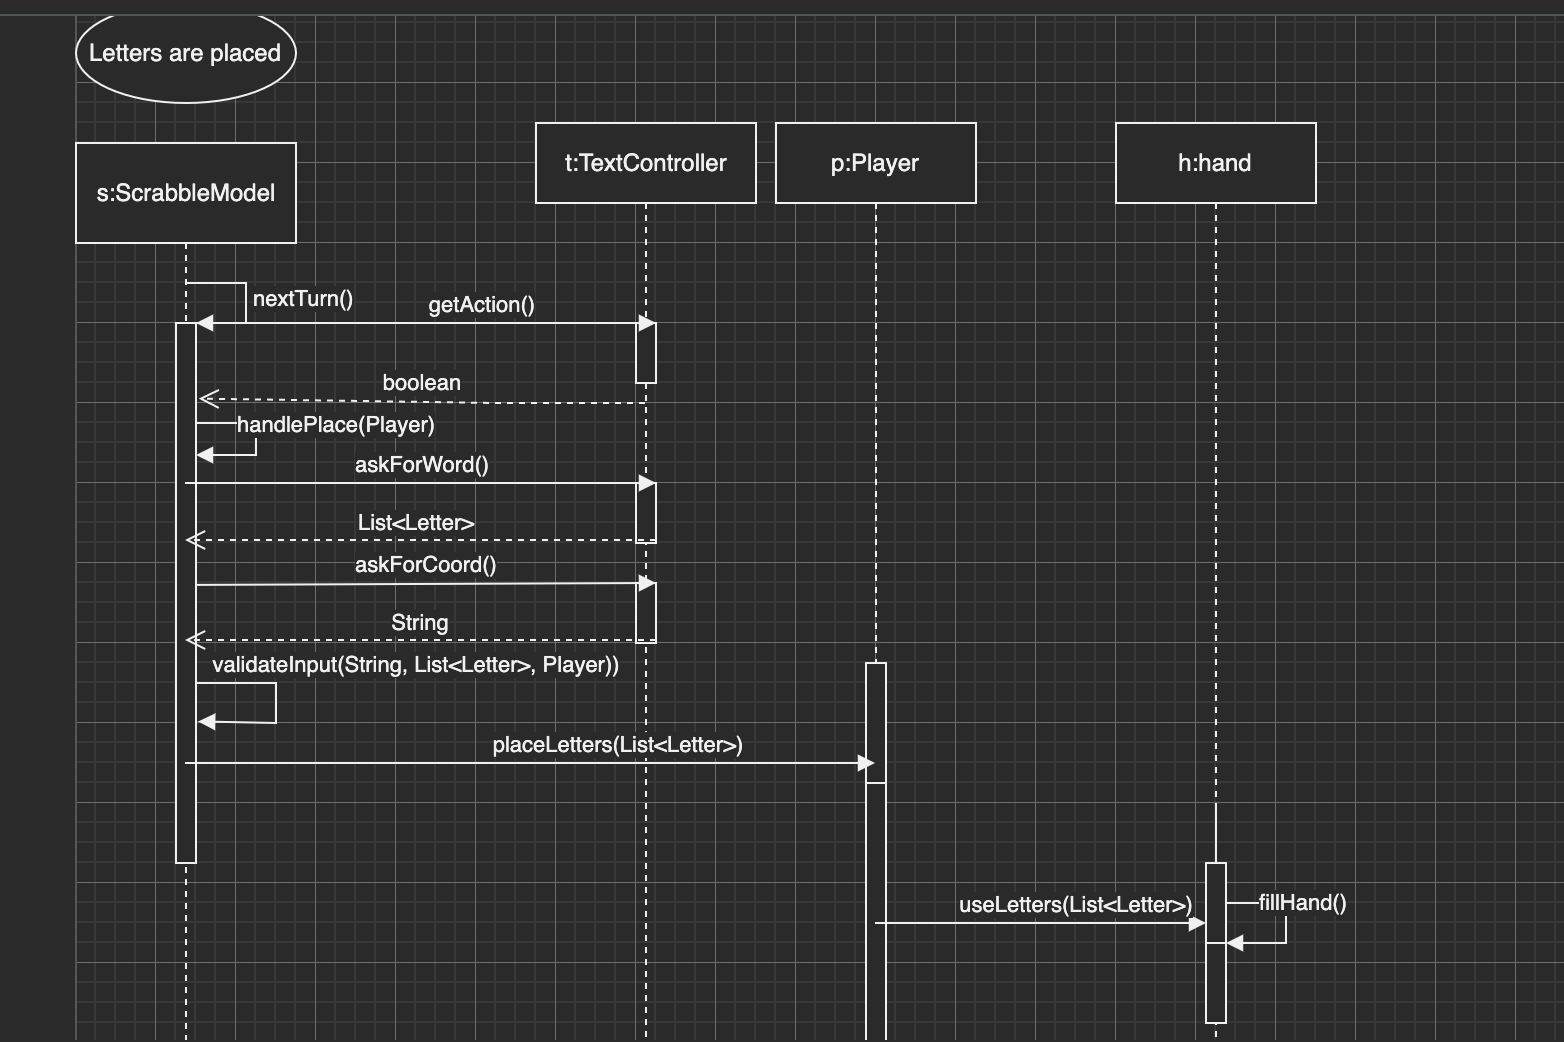 Letters are placed
s:ScrabbleModel
t:TextController
p:Player
h:hand
nextTurn()
getAction()
boolean
handlePlace(Player)
askForWord()
List<Letter>
askForCoord()
String
validateInput(String, List<Letter>, Player))
placeLetters(List<Letter>)
useLetters(List<Letter>)
fillHand()